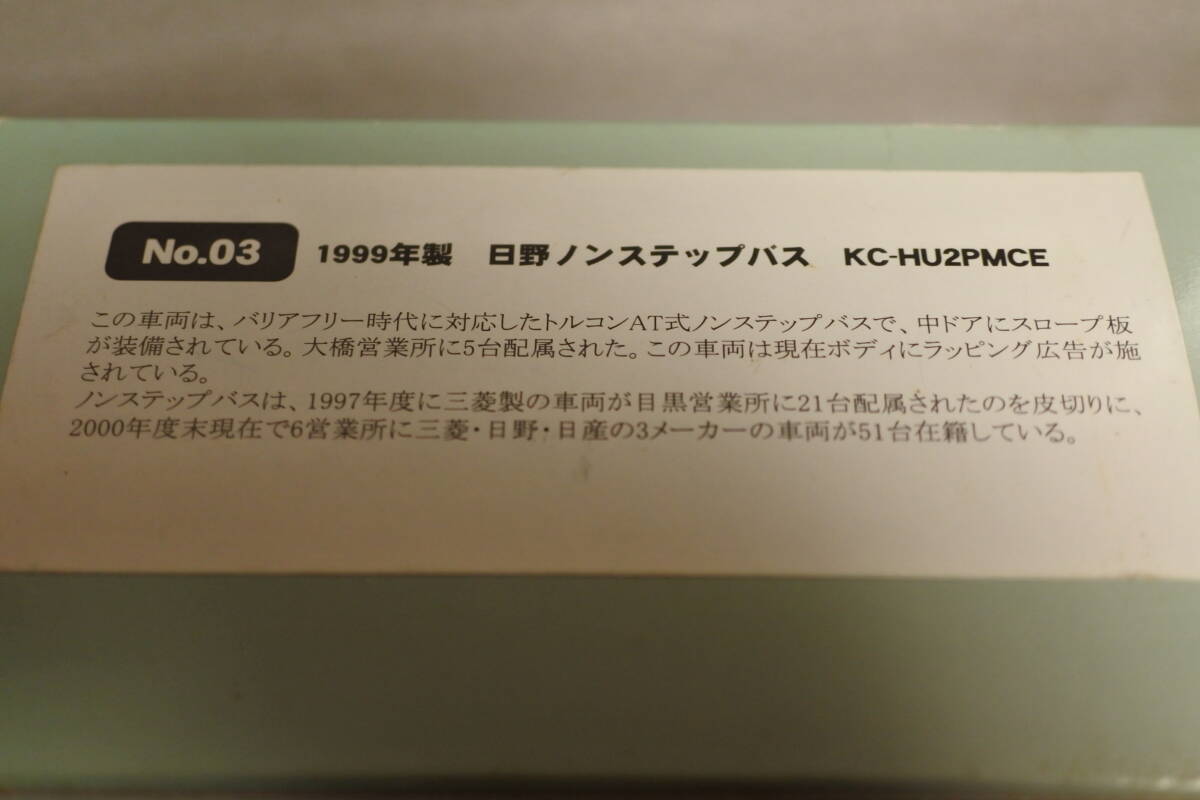 No.03 1999年製 日野ノンステップバス KC-HU2PMCE
この車両は、バリアフリー時代に対応したトルコンAT式ノンステップバスで、中ドアにスロープ板
が装備されている。大橋営業所に5台配属された。この車両は現在ボディにラッピング広告が施
されている。
ノンステップバスは、1997年度に三菱製の車両が目黒営業所に21台配属されたのを皮切りに、
2000年度末現在で6営業所に三菱・日野・日産の3メーカーの車両が51台在籍している。